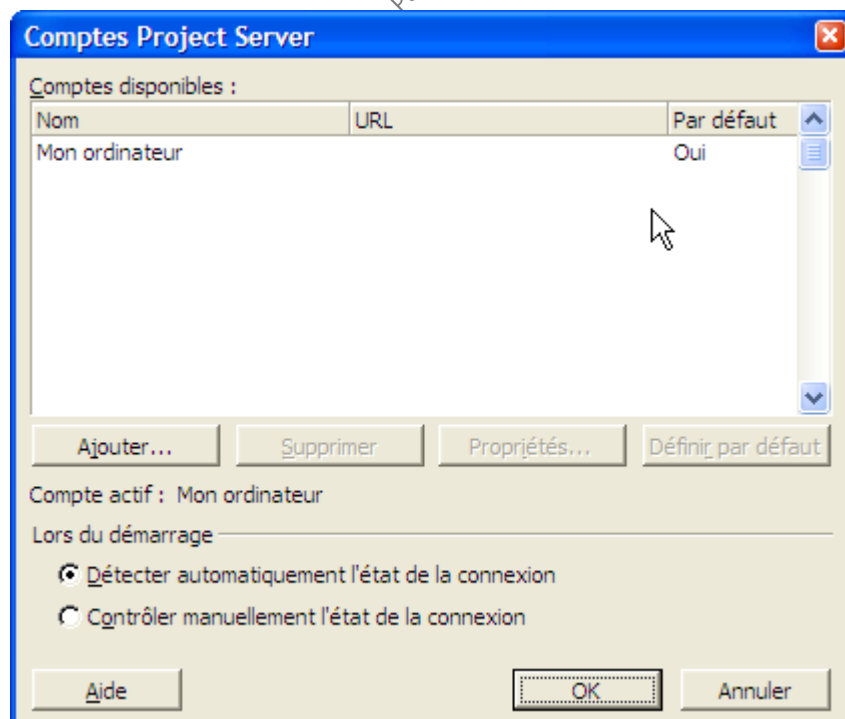 Comptes Project Server
Comptes disponibles :
Nom URL Par défaut
Mon ordinateur Oui
Ajouter... Supprimer Propriétés... Définir par défaut
Compte actif : Mon ordinateur
Lors du démarrage
Détecter automatiquement l'état de la connexion
Contrôler manuellement l'état de la connexion
Aide OK Annuler